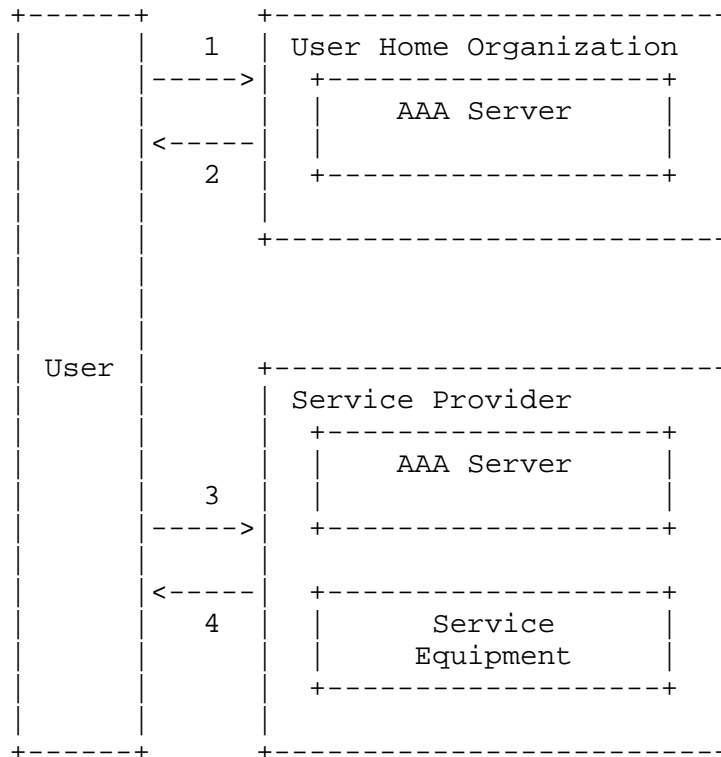 1
User Home Organization
AAA Server
2
User
Service Provider
AAA Server
3
4
Service
Equipment